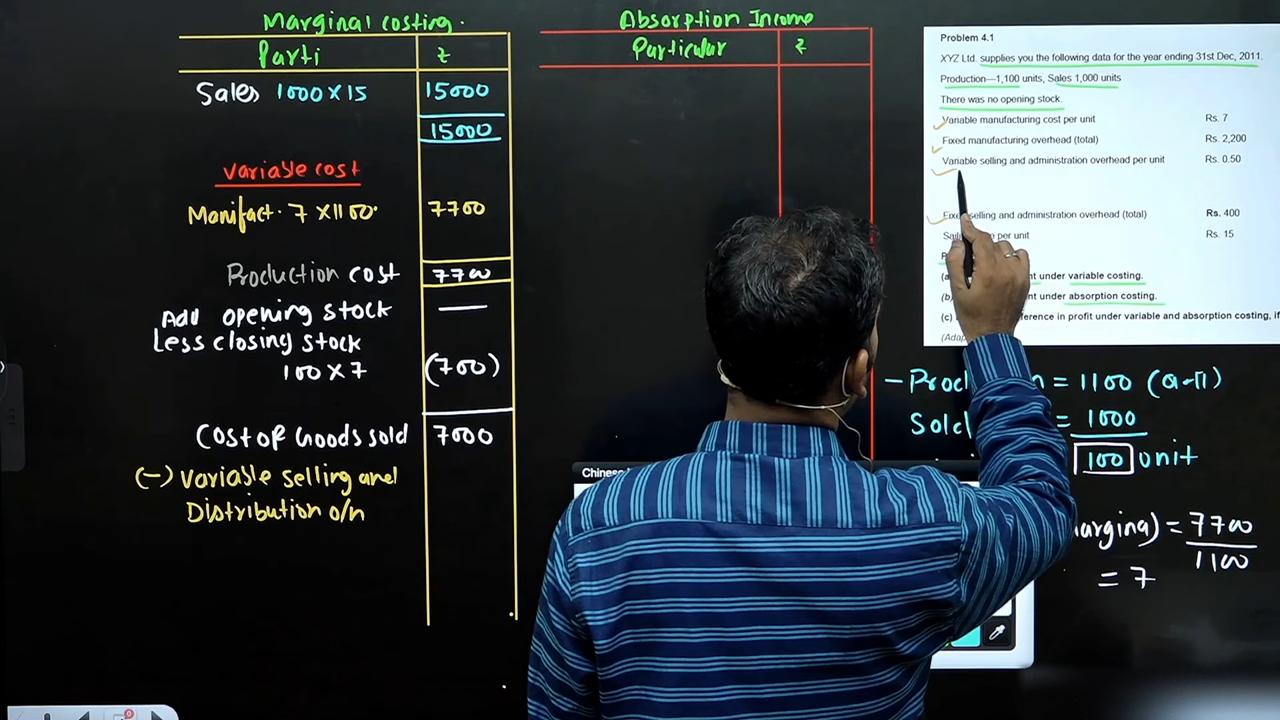 Marginal costing.
Parti ₹
Sales 1000 × 15 15000
15000
variable cost
Manifact. 7 × 1100. 7700
Production cost 7700
Add opening stock —
Less closing stock
100 × 7 (700)
Cost of Goods sold 7000
(-) Variable selling and
Distribution o/h
Absorption Income
Particular ₹
Problem 4.1
XYZ Ltd. supplies you the following data for the year ending 31st Dec, 2011.
Production—1,100 units, Sales 1,000 units
There was no opening stock.
Variable manufacturing cost per unit Rs. 7
Fixed manufacturing overhead (total) Rs. 2,200
Variable selling and administration overhead per unit Rs. 0.50
Fixed selling and administration overhead (total) Rs. 400
per unit Rs. 15
under variable costing.
under absorption costing.
(c) in profit under variable and absorption costing, if
(Adap
= 1100 (a-11)
Sold = 1000
100 unit
= 7700
1100
= 7
Chinese